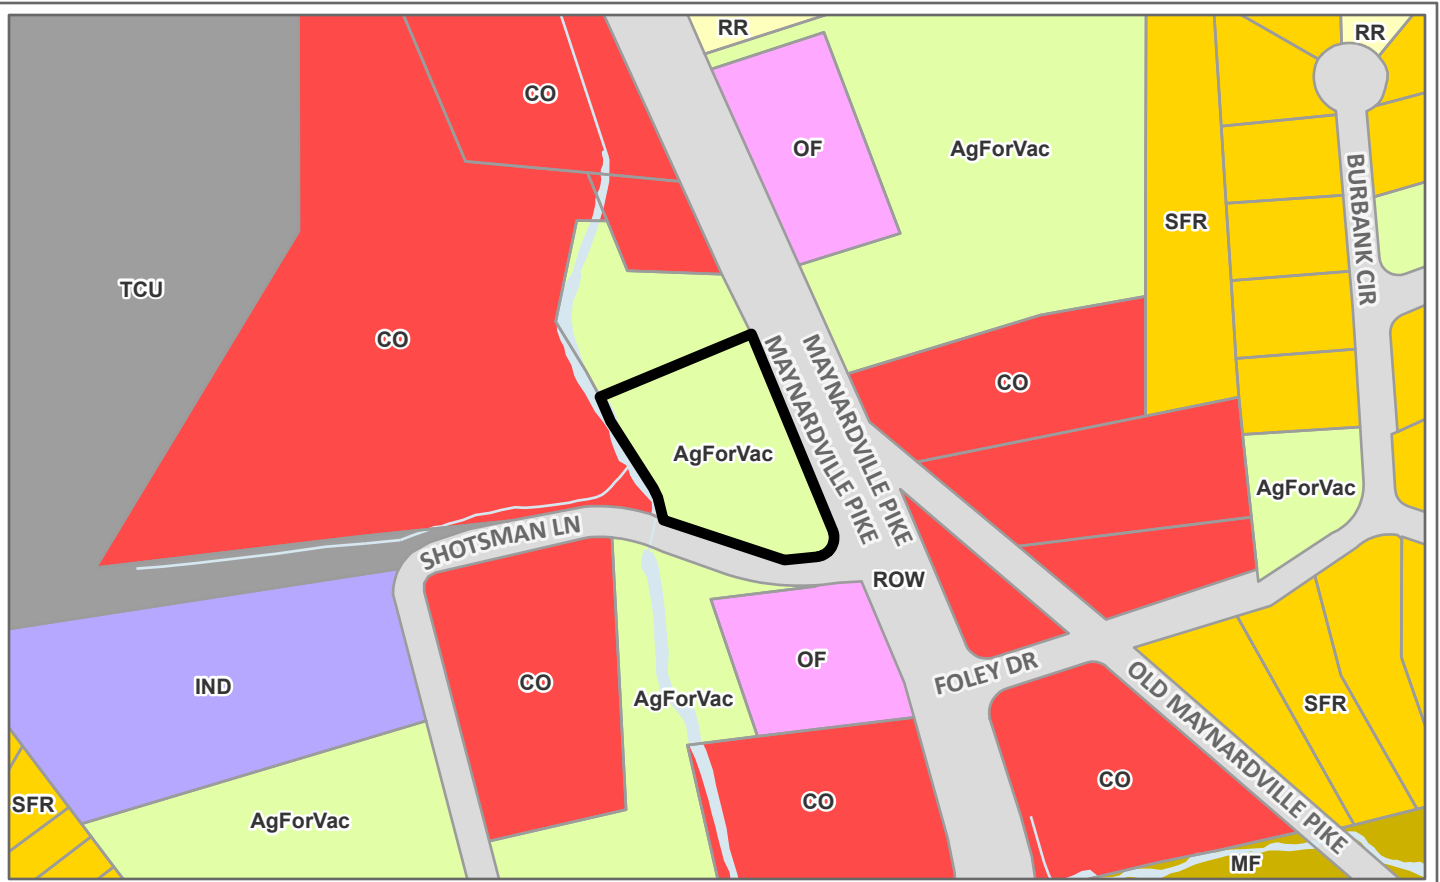 RR
RR
CO
OF
AgForVac
BURBANK CIR
SFR
TCU
CO
MAYNARDVILLE PIKE
MAYNARDVILLE PIKE
CO
AgForVac
AgForVac
SHOTSMAN LN
ROW
OF
FOLEY DR
IND
CO
AgForVac
OLD MAYNARDVILLE PIKE
SFR
CO
SFR
CO
AgForVac
MF